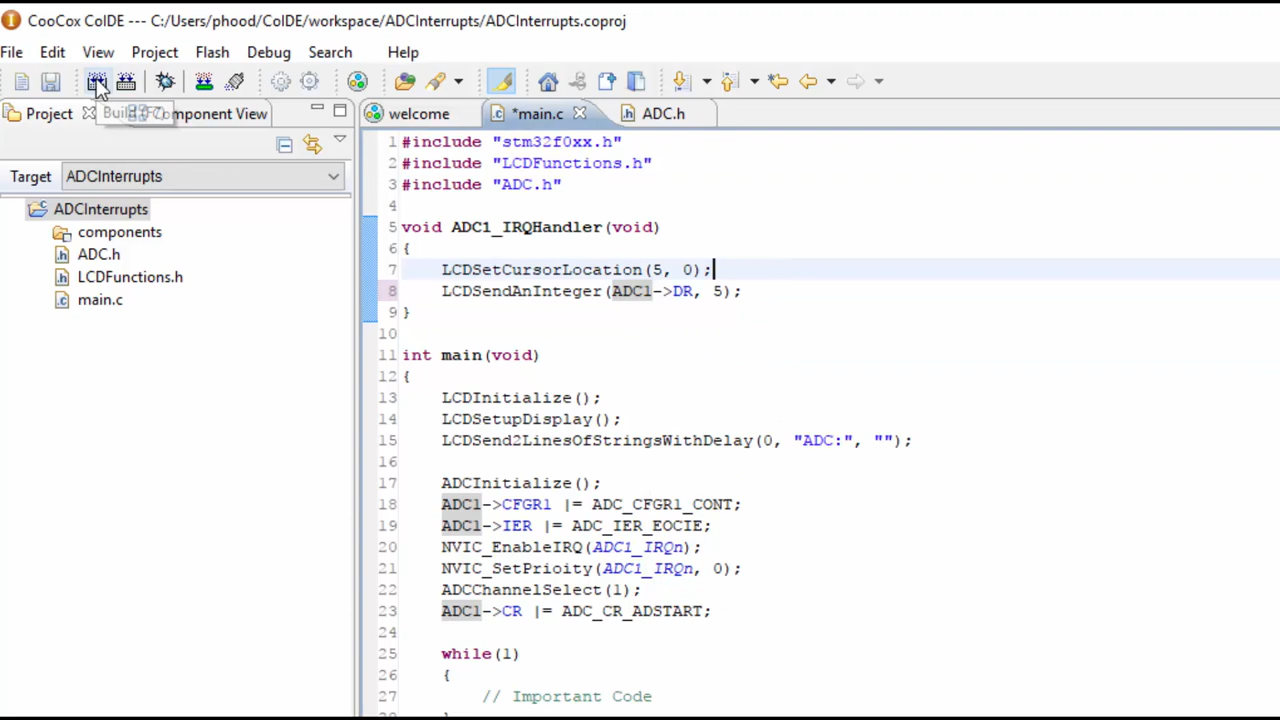 CooCox CoIDE --- C:/Users/phood/CoIDE/workspace/ADCInterrupts/ADCInterrupts.coproj
File Edit View Project Flash Debug Search Help
Project Component View
Build (F7)
welcome *main.c ADC.h
Target ADCInterrupts
ADCInterrupts
components
ADC.h
LCDFunctions.h
main.c
1 #include "stm32f0xx.h"
2 #include "LCDFunctions.h"
3 #include "ADC.h"
4
5 void ADC1_IRQHandler(void)
6 {
7 LCDSetCursorLocation(5, 0);
8 LCDSendAnInteger(ADC1->DR, 5);
9 }
10
11 int main(void)
12 {
13 LCDInitialize();
14 LCDSetupDisplay();
15 LCDSend2LinesOfStringsWithDelay(0, "ADC:", "");
16
17 ADCInitialize();
18 ADC1->CFGR1 |= ADC_CFGR1_CONT;
19 ADC1->IER |= ADC_IER_EOCIE;
20 NVIC_EnableIRQ(ADC1_IRQn);
21 NVIC_SetPrioity(ADC1_IRQn, 0);
22 ADCChannelSelect(1);
23 ADC1->CR |= ADC_CR_ADSTART;
24
25 while(1)
26 {
27 // Important Code